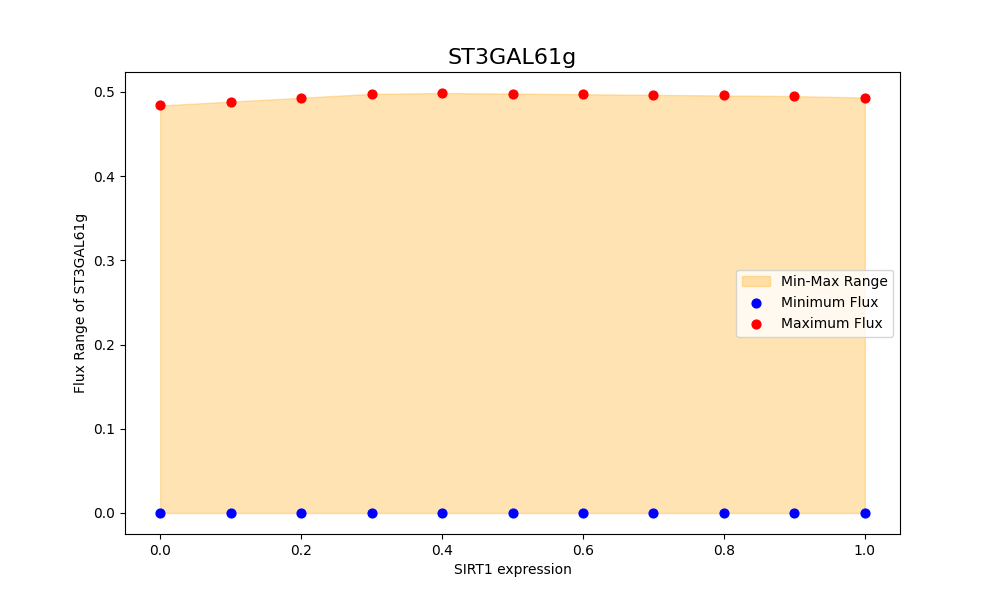 ST3GAL61g
Flux Range of ST3GAL61g
0.5
0.4
0.3
0.2
0.1
0.0
Min-Max Range
Minimum Flux
Maximum Flux
0.0 0.2 0.4 0.6 0.8 1.0
SIRT1 expression